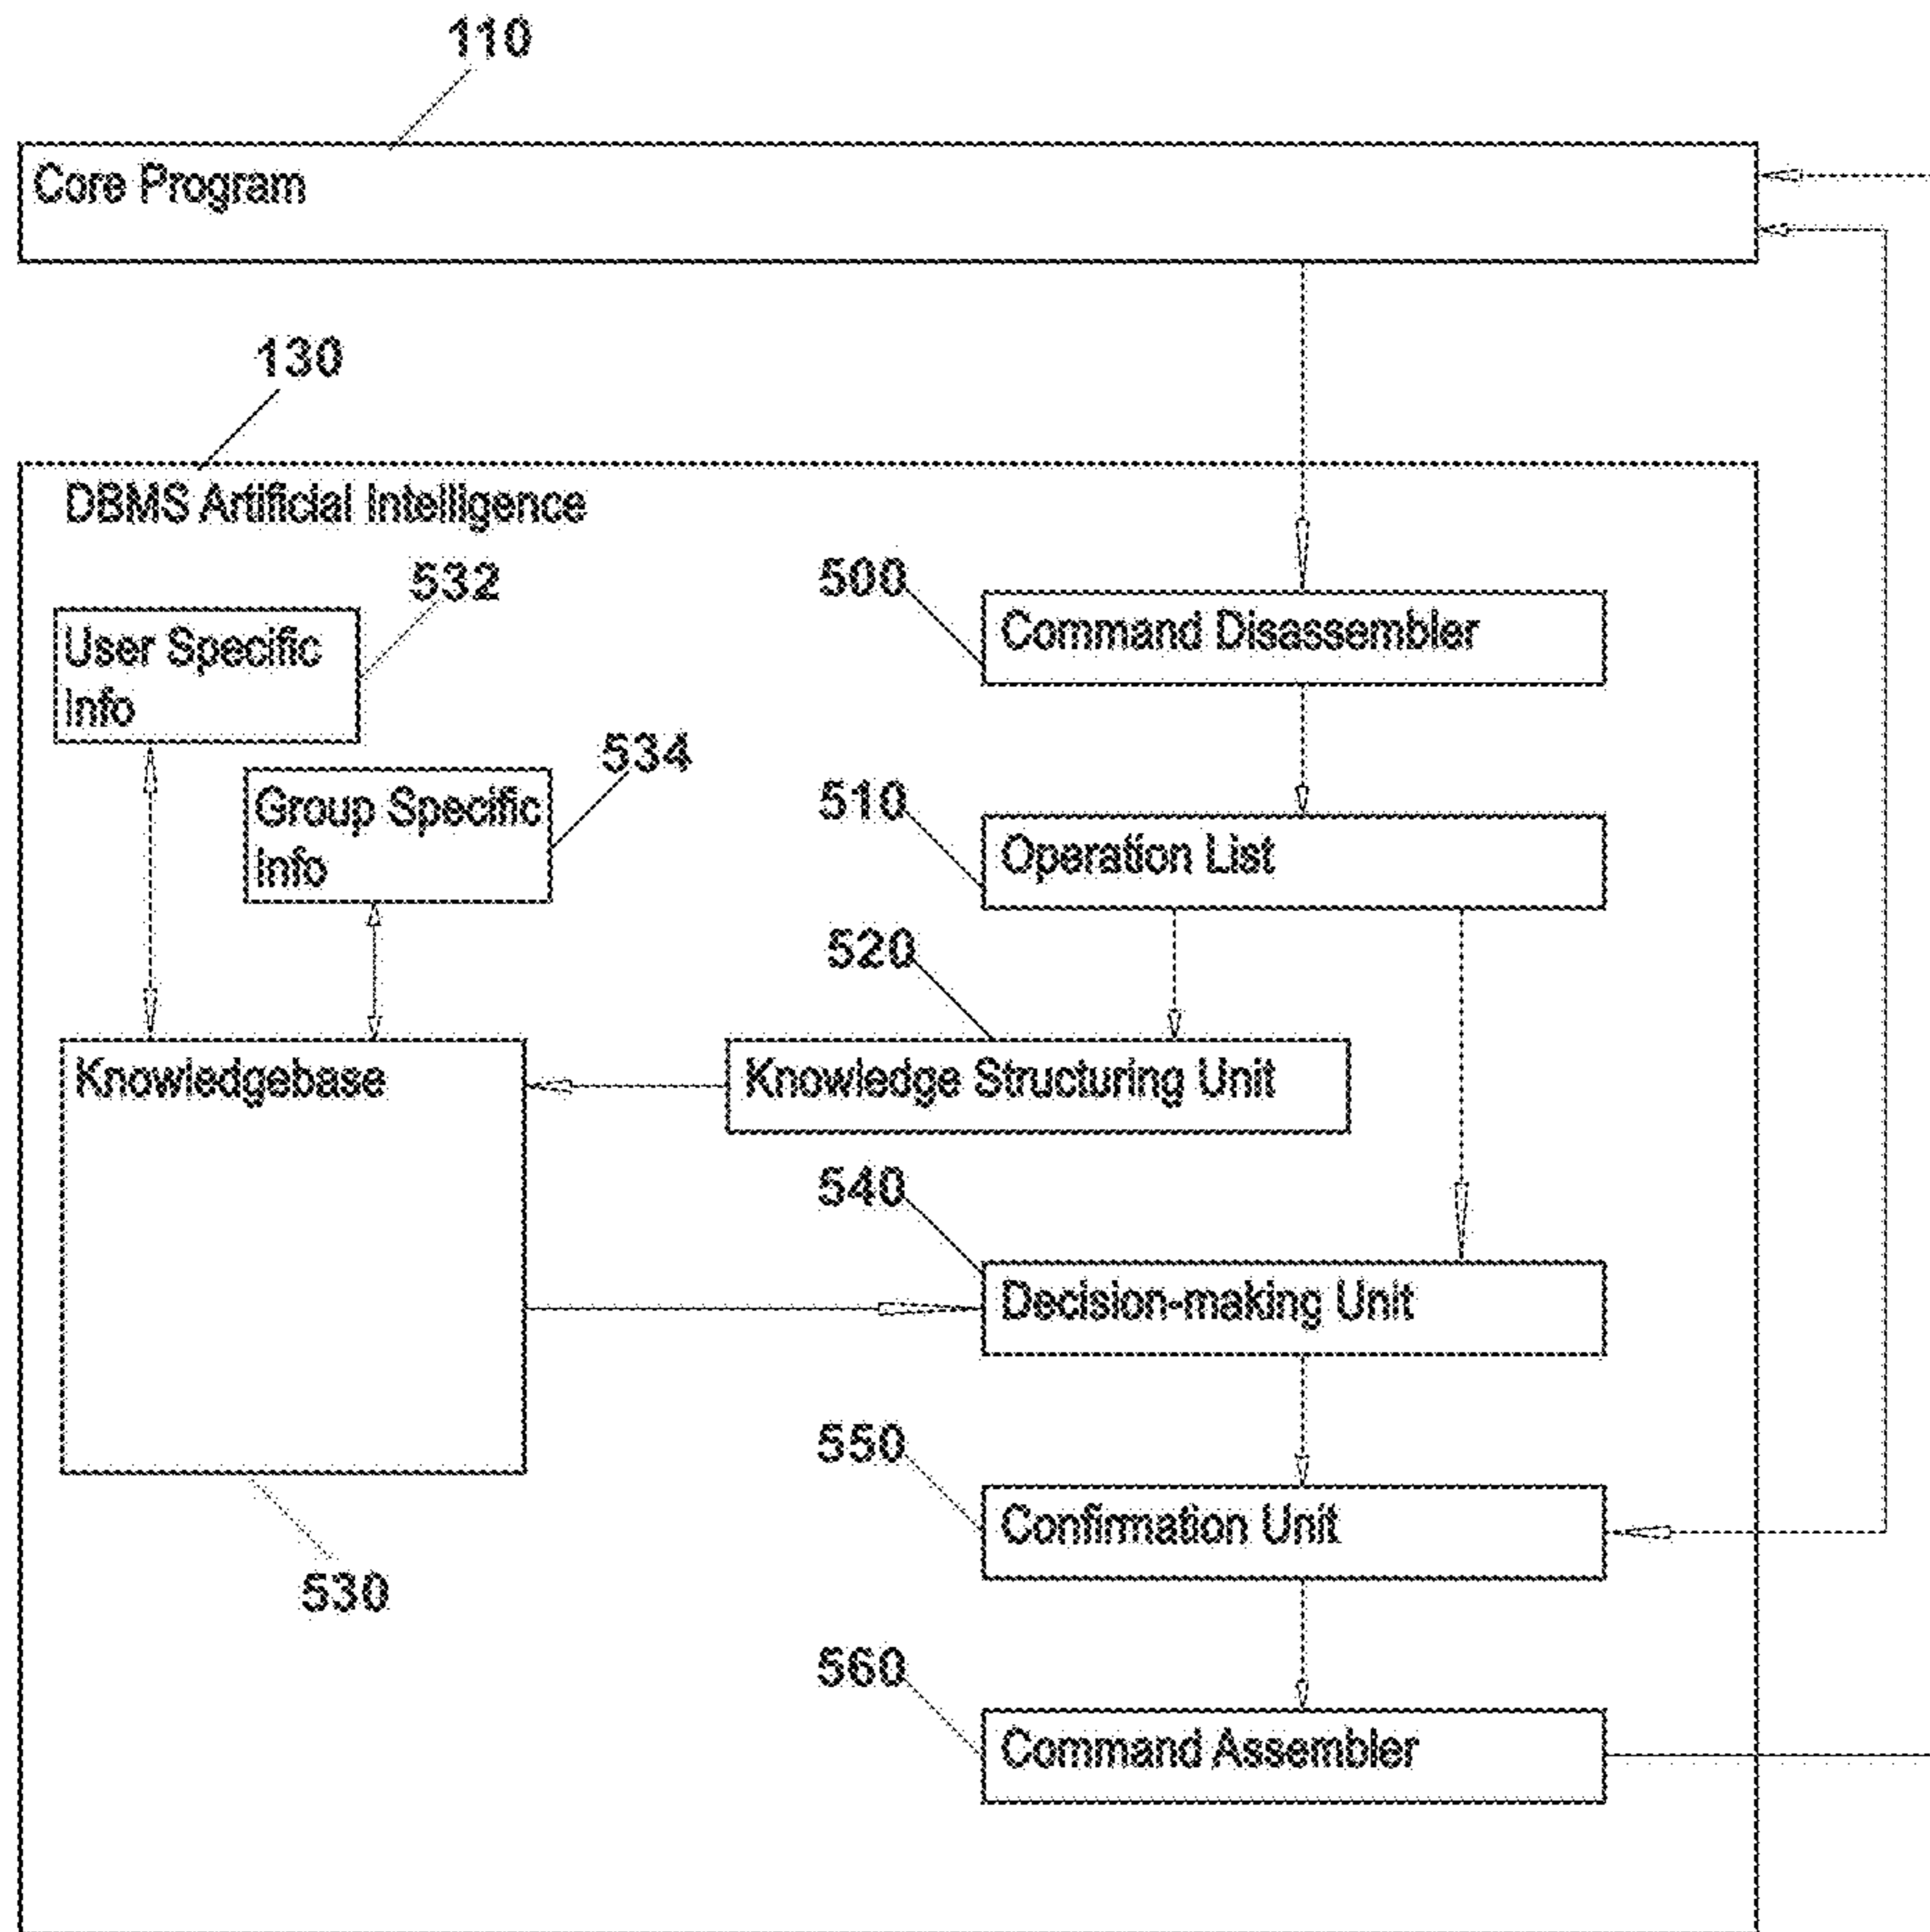 110
Core Program
130
DBMS Artificial Intelligence
532
500
User Specific
Info
Command Disassembler
534
510
Group Specific
Info
Operation List
520
Knowledgebase
Knowledge Structuring Unit
540
Decision-making Unit
550
Confirmation Unit
530
560
Command Assembler